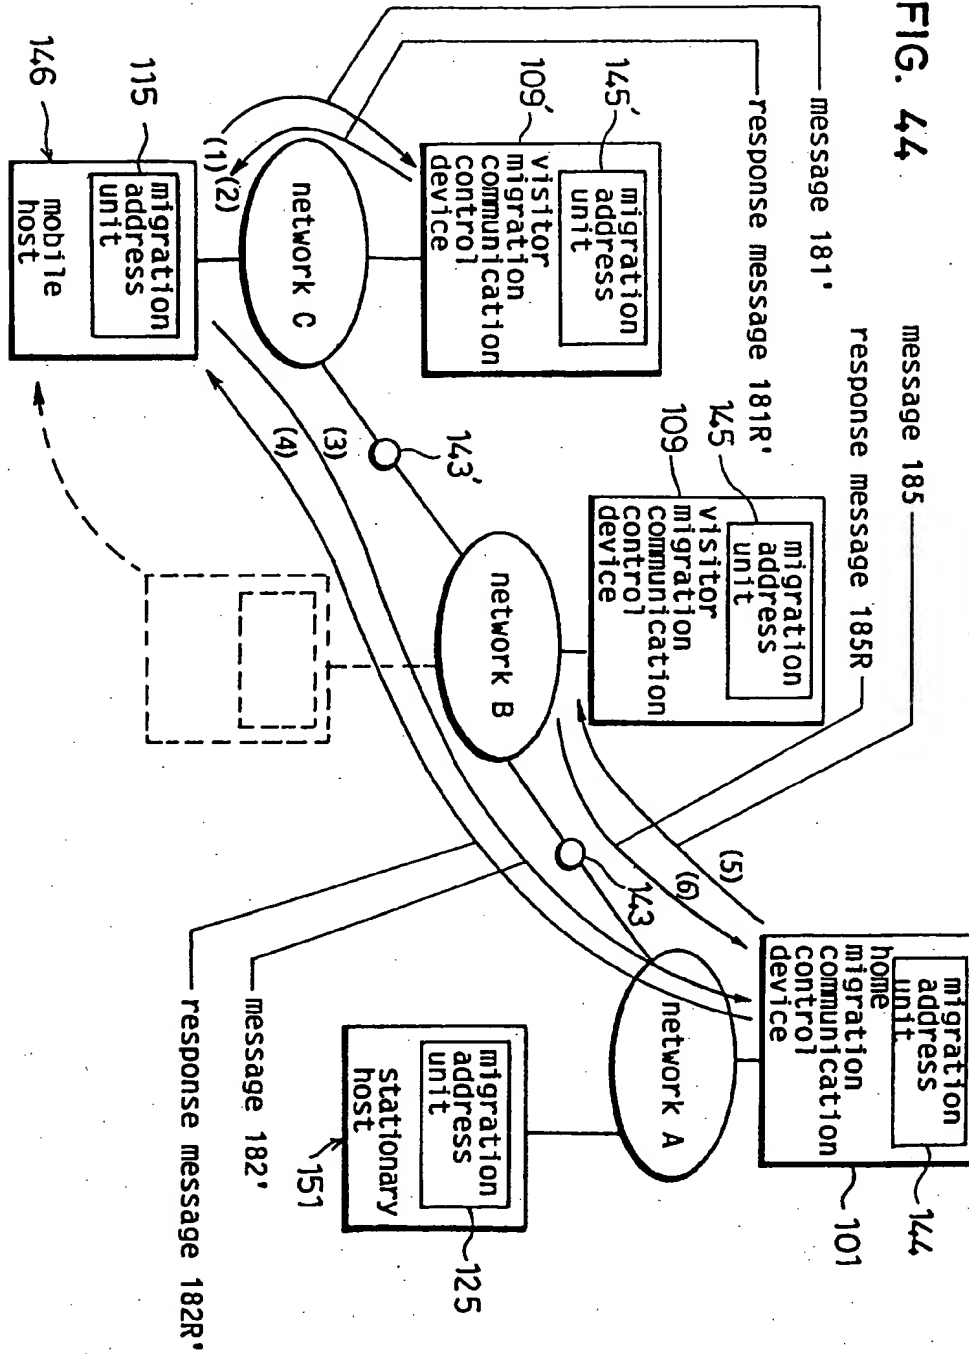 FIG. 44
message 181'
response message 181R'
message 185
response message 185R
145'
109'
migration
address
unit
visitor
migration
communication
control
device
145
109
migration
address
unit
visitor
migration
communication
control
device
migration
address
unit
home
migration
communication
control
device
144
101
(1)
(2)
network C
143'
network B
(5)
(6)
143
network A
115
146
migration
address
unit
mobile
host
(3)
(4)
migration
address
unit
stationary
host
125
151
message 182'
response message 182R'